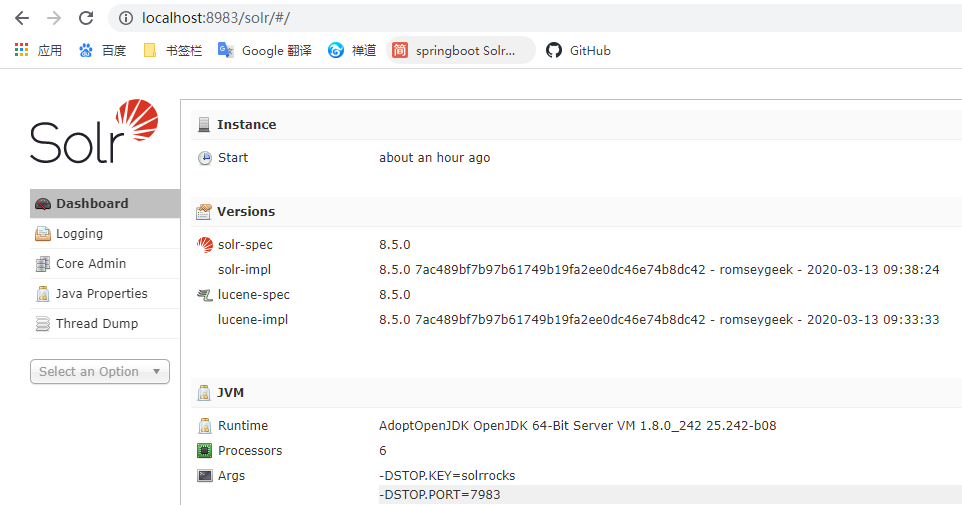 localhost:8983/solr/#/
应用 百度 书签栏 Google 翻译 禅道 简 springboot Solr... GitHub
Solr
Instance
Start about an hour ago
Dashboard
Versions
Logging
solr-spec 8.5.0
Core Admin
solr-impl 8.5.0 7ac489bf7b97b61749b19fa2ee0dc46e74b8dc42 - romseygeek - 2020-03-13 09:38:24
Java Properties
lucene-spec 8.5.0
Thread Dump
lucene-impl 8.5.0 7ac489bf7b97b61749b19fa2ee0dc46e74b8dc42 - romseygeek - 2020-03-13 09:33:33
Select an Option
JVM
Runtime AdoptOpenJDK OpenJDK 64-Bit Server VM 1.8.0_242 25.242-b08
Processors 6
Args -DSTOP.KEY=solrrocks
-DSTOP.PORT=7983